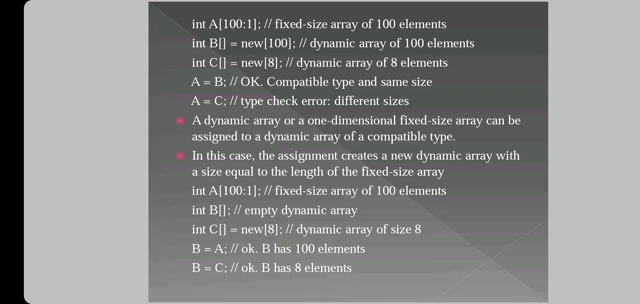 int A[100:1]; // fixed-size array of 100 elements
int B[] = new[100]; // dynamic array of 100 elements
int C[] = new[8]; // dynamic array of 8 elements
A = B; // OK. Compatible type and same size
A = C; // type check error: different sizes
A dynamic array or a one-dimensional fixed-size array can be
assigned to a dynamic array of a compatible type.
In this case, the assignment creates a new dynamic array with
a size equal to the length of the fixed-size array
int A[100:1]; // fixed-size array of 100 elements
int B[]; // empty dynamic array
int C[] = new[8]; // dynamic array of size 8
B = A; // ok. B has 100 elements
B = C; // ok. B has 8 elements